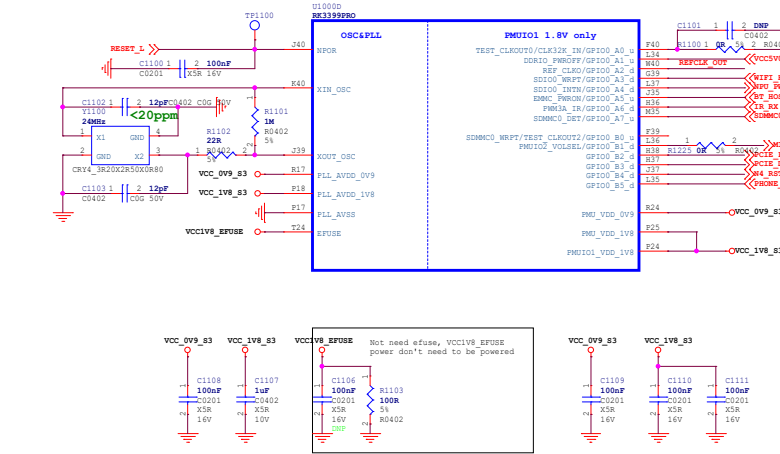 TP1100
U1000D
RK3399PRO
OSC&PLL
PMUIO1 1.8V only
RESET_L
J40
NPOR
C1100 1 2 100nF
C0201 X5R 16V
K40
XIN_OSC
C1102 1 2 12pF C0402 C0G 50V
<20ppm
Y1100
24MHz
1 X1 GND 4
2 GND X2 3
CRY4_3R20X2R50X0R80
R1101
1M
R0402
5%
R1102
22R
R0402
5%
J39
XOUT_OSC
C1103 1 2 12pF
C0402 C0G 50V
VCC_0V9_S3
R17
PLL_AVDD_0V9
VCC_1V8_S3
P18
PLL_AVDD_1V8
P17
PLL_AVSS
VCC1V8_EFUSE
T24
EFUSE
TEST_CLKOUT0/CLK32K_IN/GPIO0_A0_u
DDRIO_PWROFF/GPIO0_A1_u
REF_CLKO/GPIO0_A2_d
SDIO0_WRPT/GPIO0_A3_d
SDIO0_INTN/GPIO0_A4_d
EMMC_PWRON/GPIO0_A5_u
PWM3A_IR/GPIO0_A6_d
SDMMC0_DET/GPIO0_A7_u
SDMMC0_WRPT/TEST_CLKOUT2/GPIO0_B0_u
PMUIO2_VOLSEL/GPIO0_B1_d
GPIO0_B2_d
GPIO0_B3_d
GPIO0_B4_d
GPIO0_B5_d
PMU_VDD_0V9
PMU_VDD_1V8
PMUIO1_VDD_1V8
F40
L34
W40
G39
L37
J35
H36
M35
F39
L36
H38
H37
J37
L35
R24
P25
P24
C1101 1 2 DNP
C0402
R1100 1 0R 5% 2
REFCLK_OUT
R1225 0R 5% R0402
1 2
VCC_0V9_S3
VCC_1V8_S3
VCC_0V9_S3
VCC_1V8_S3
VCC1V8_EFUSE
Not need efuse, VCC1V8_EFUSE
power don't need to be powered
VCC_0V9_S3
VCC_1V8_S3
C1108
100nF
C0201
X5R
16V
C1107
1uF
C0402
X5R
10V
C1106
100nF
C0201
X5R
16V
DNP
R1103
100R
5%
R0402
C1109
100nF
C0201
X5R
16V
C1110
100nF
C0201
X5R
16V
C1111
100nF
C0201
X5R
16V